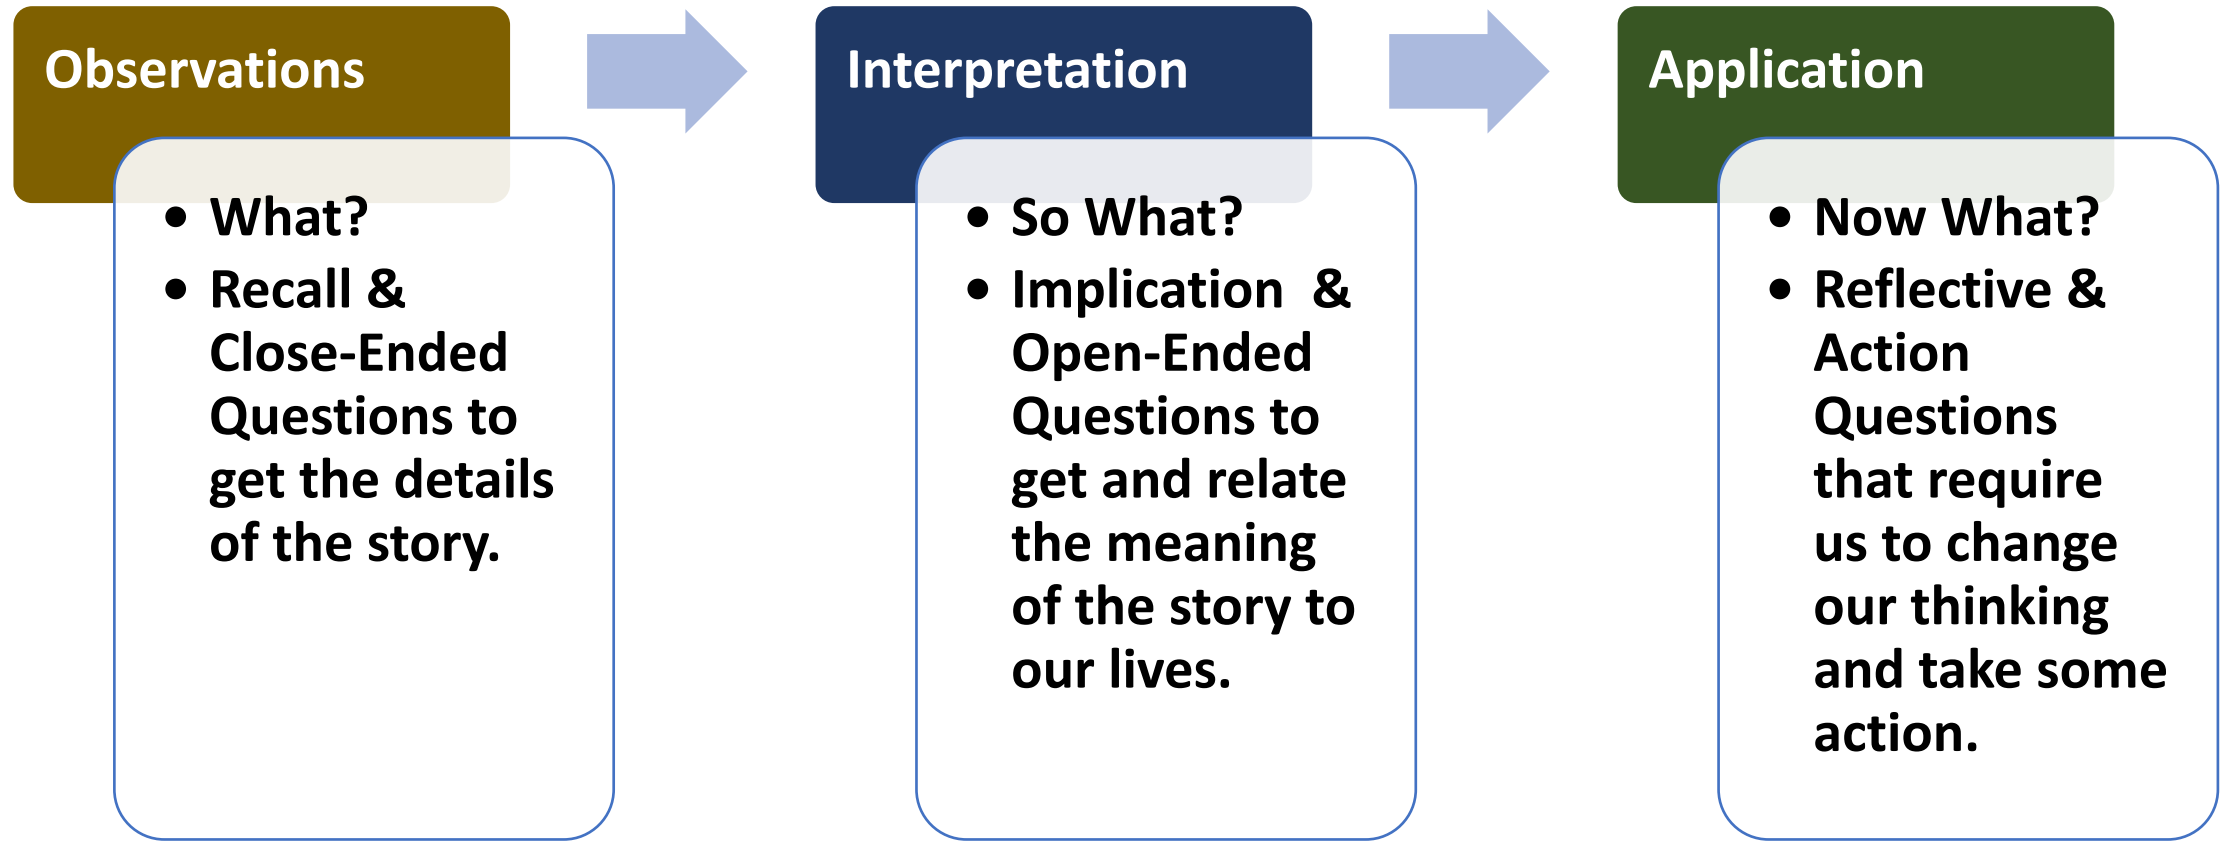 Observations
• What?
• Recall &
Close-Ended
Questions to
get the details
of the story.
Interpretation
• So What?
• Implication  &
Open-Ended
Questions to
get and relate
the meaning
of the story to
our lives.
Application
• Now What?
• Reflective &
Action
Questions
that require
us to change
our thinking
and take some
action.